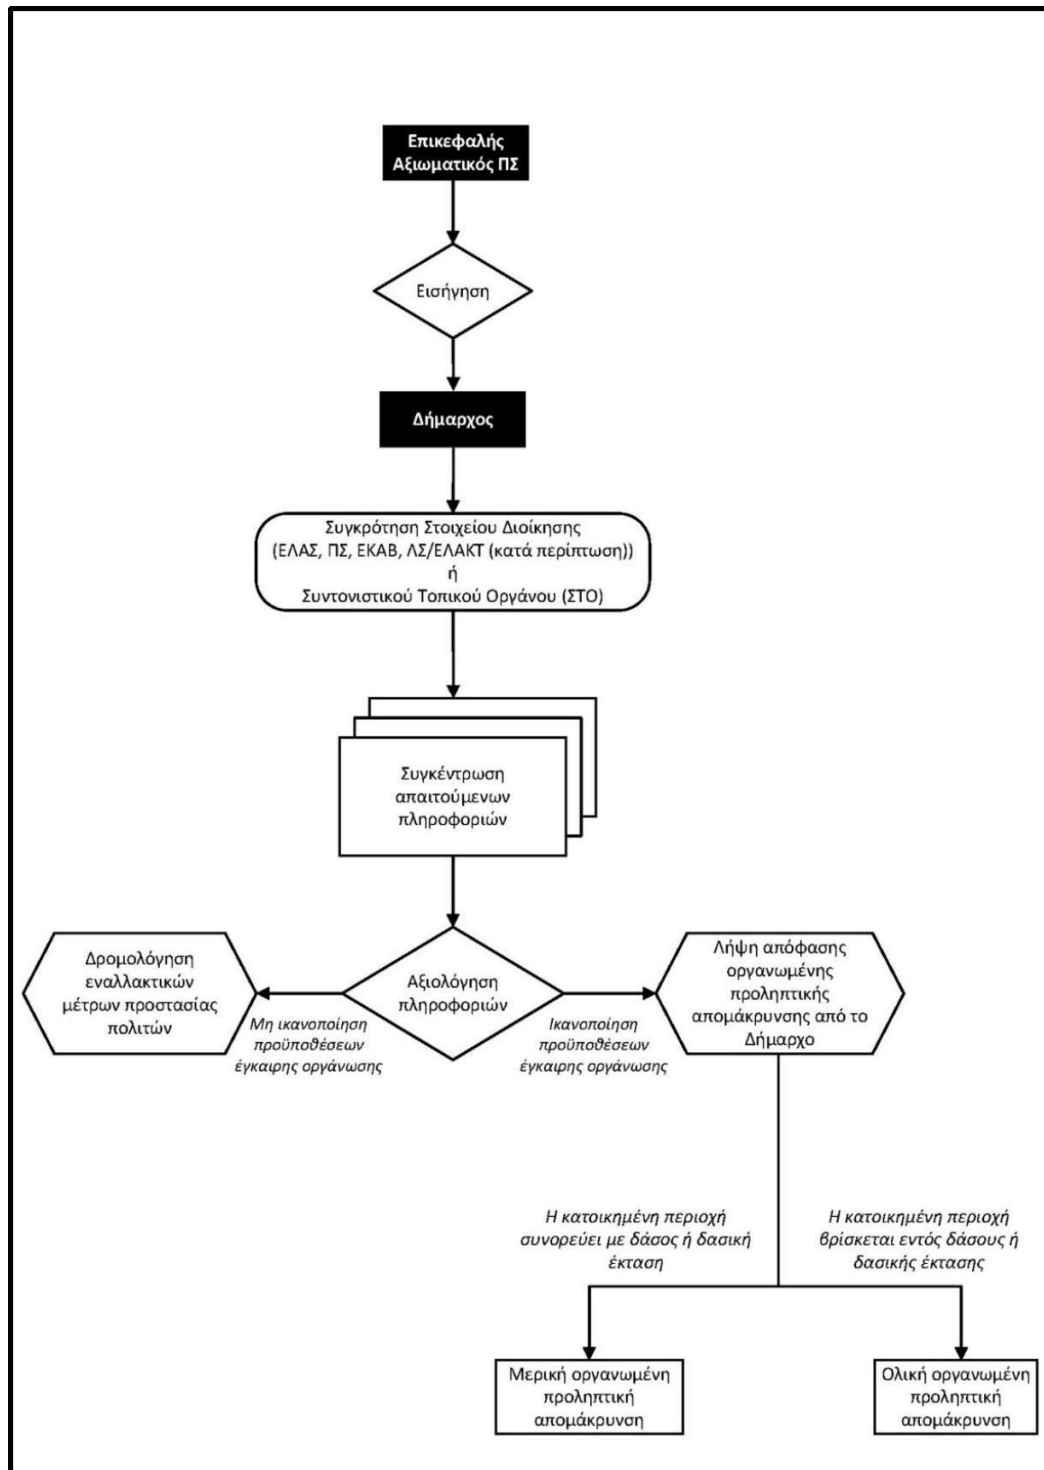 Επικεφαλής
Αξιωματικός ΠΣ
Εισήγηση
Δήμαρχος
Συγκρότηση Στοιχείου Διοίκησης
(ΕΛΑΣ, ΠΣ, ΕΚΑΒ, ΛΣ/ΕΛΑΚΤ (κατά περίπτωση))
ή
Συντονιστικού Τοπικού Οργάνου (ΣΤΟ)
Συγκέντρωση
απαιτούμενων
πληροφοριών
Δρομολόγηση
εναλλακτικών
μέτρων προστασίας
πολιτών
Μη ικανοποίηση
προϋποθέσεων
έγκαιρης οργάνωσης
Αξιολόγηση
πληροφοριών
Ικανοποίηση
προϋποθέσεων
έγκαιρης οργάνωσης
Λήψη απόφασης
οργανωμένης
προληπτικής
απομάκρυνσης από το
Δήμαρχο
Η κατοικημένη περιοχή
συνορεύει με δάσος ή δασική
έκταση
Η κατοικημένη περιοχή
βρίσκεται εντός δάσους ή
δασικής έκτασης
Μερική οργανωμένη
προληπτική
απομάκρυνση
Ολική οργανωμένη
προληπτική
απομάκρυνση